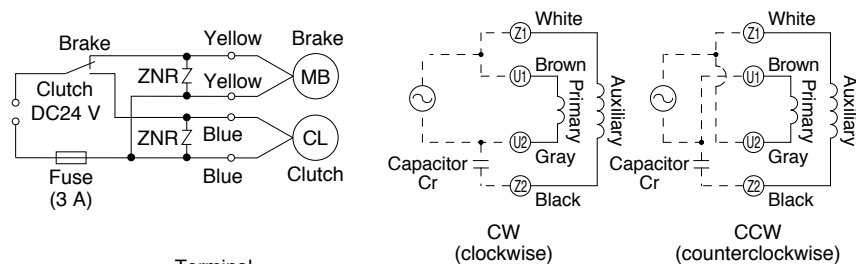 Brake
Clutch
DC24 V
Fuse
(3 A)
ZNR
ZNR
Yellow
Yellow
Blue
Blue
Brake
MB
CL
Clutch
Z1
White
U1
Brown
Primary
Auxiliary
U2
Gray
Capacitor
Cr
Z2
Black
CW
(clockwise)
Z1
White
U1
Brown
Primary
Auxiliary
U2
Gray
Capacitor
Cr
Z2
Black
CCW
(counterclockwise)
Terminal